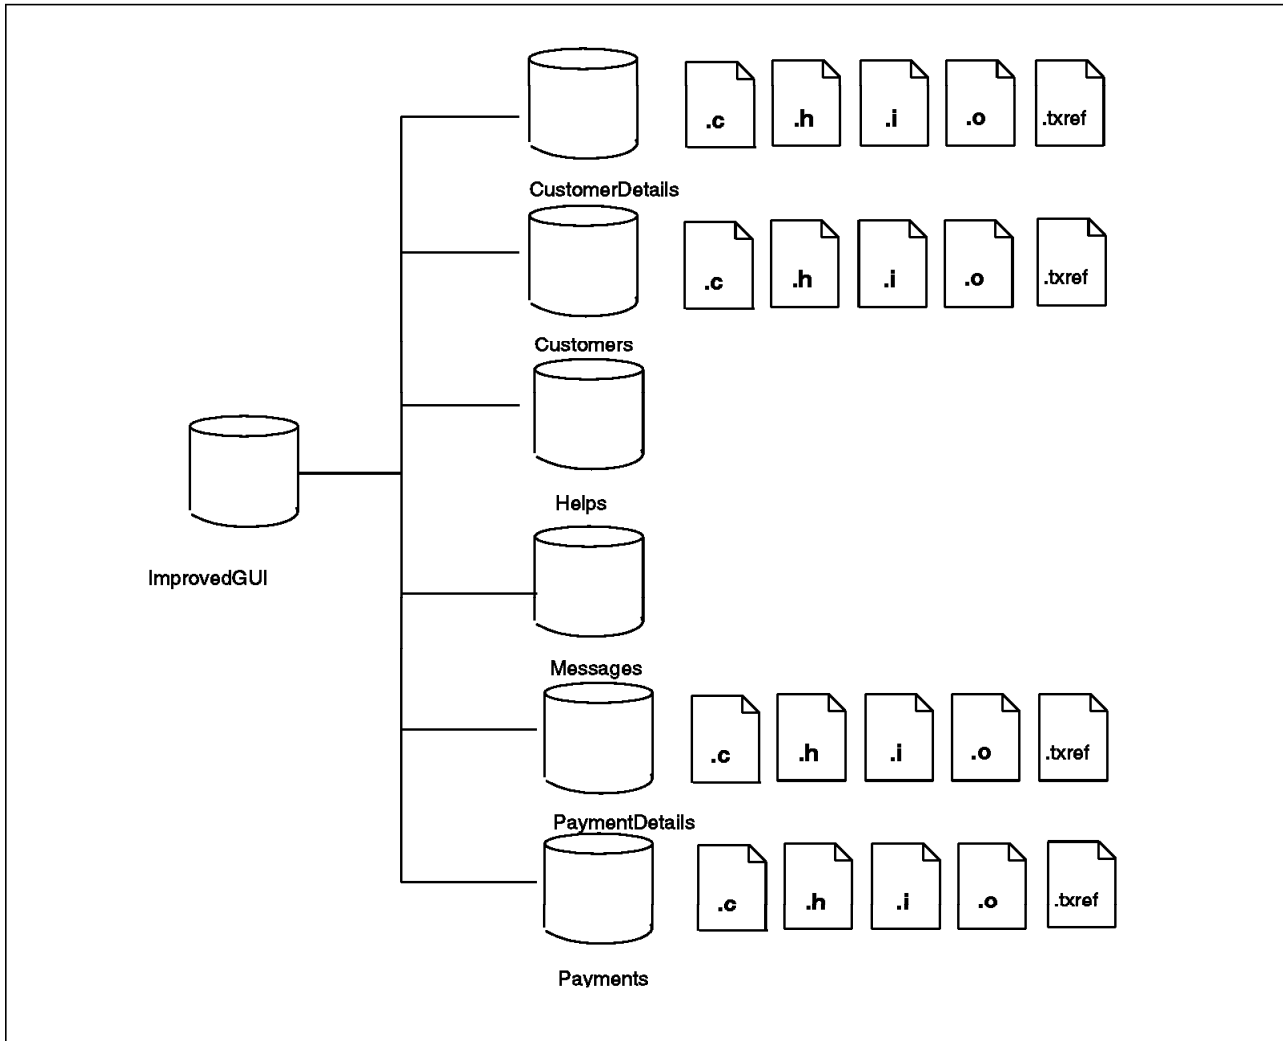 .c .h .i .o .txref
CustomerDetails
.c .h .i .o .txref
Customers
Helps
ImprovedGUI
Messages
.c .h .i .o .txref
PaymentDetails
.c .h .i .o .txref
Payments